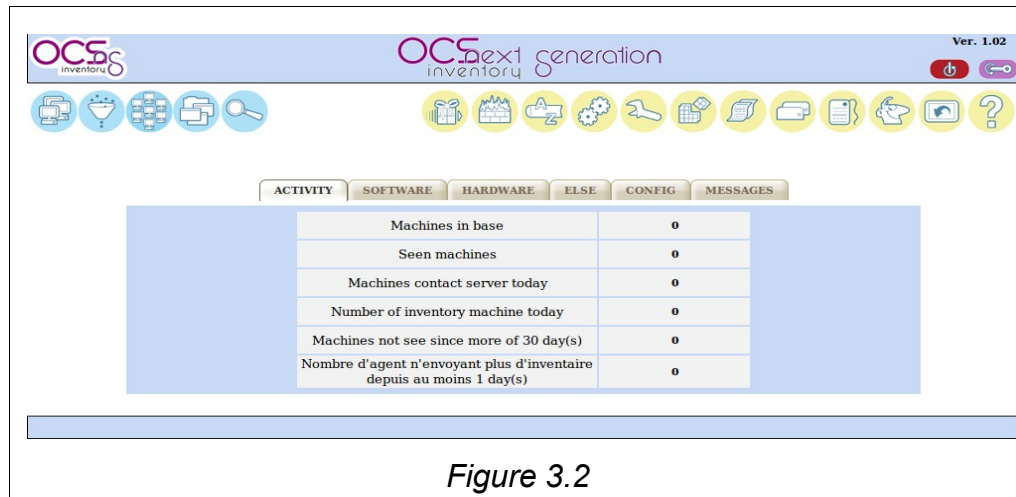 OCSng
inventory
OCS next generation
inventory
Ver. 1.02
ACTIVITY SOFTWARE HARDWARE ELSE CONFIG MESSAGES
Machines in base 0
Seen machines 0
Machines contact server today 0
Number of inventory machine today 0
Machines not see since more of 30 day(s) 0
Nombre d'agent n'envoyant plus d'inventaire
depuis au moins 1 day(s) 0
Figure 3.2